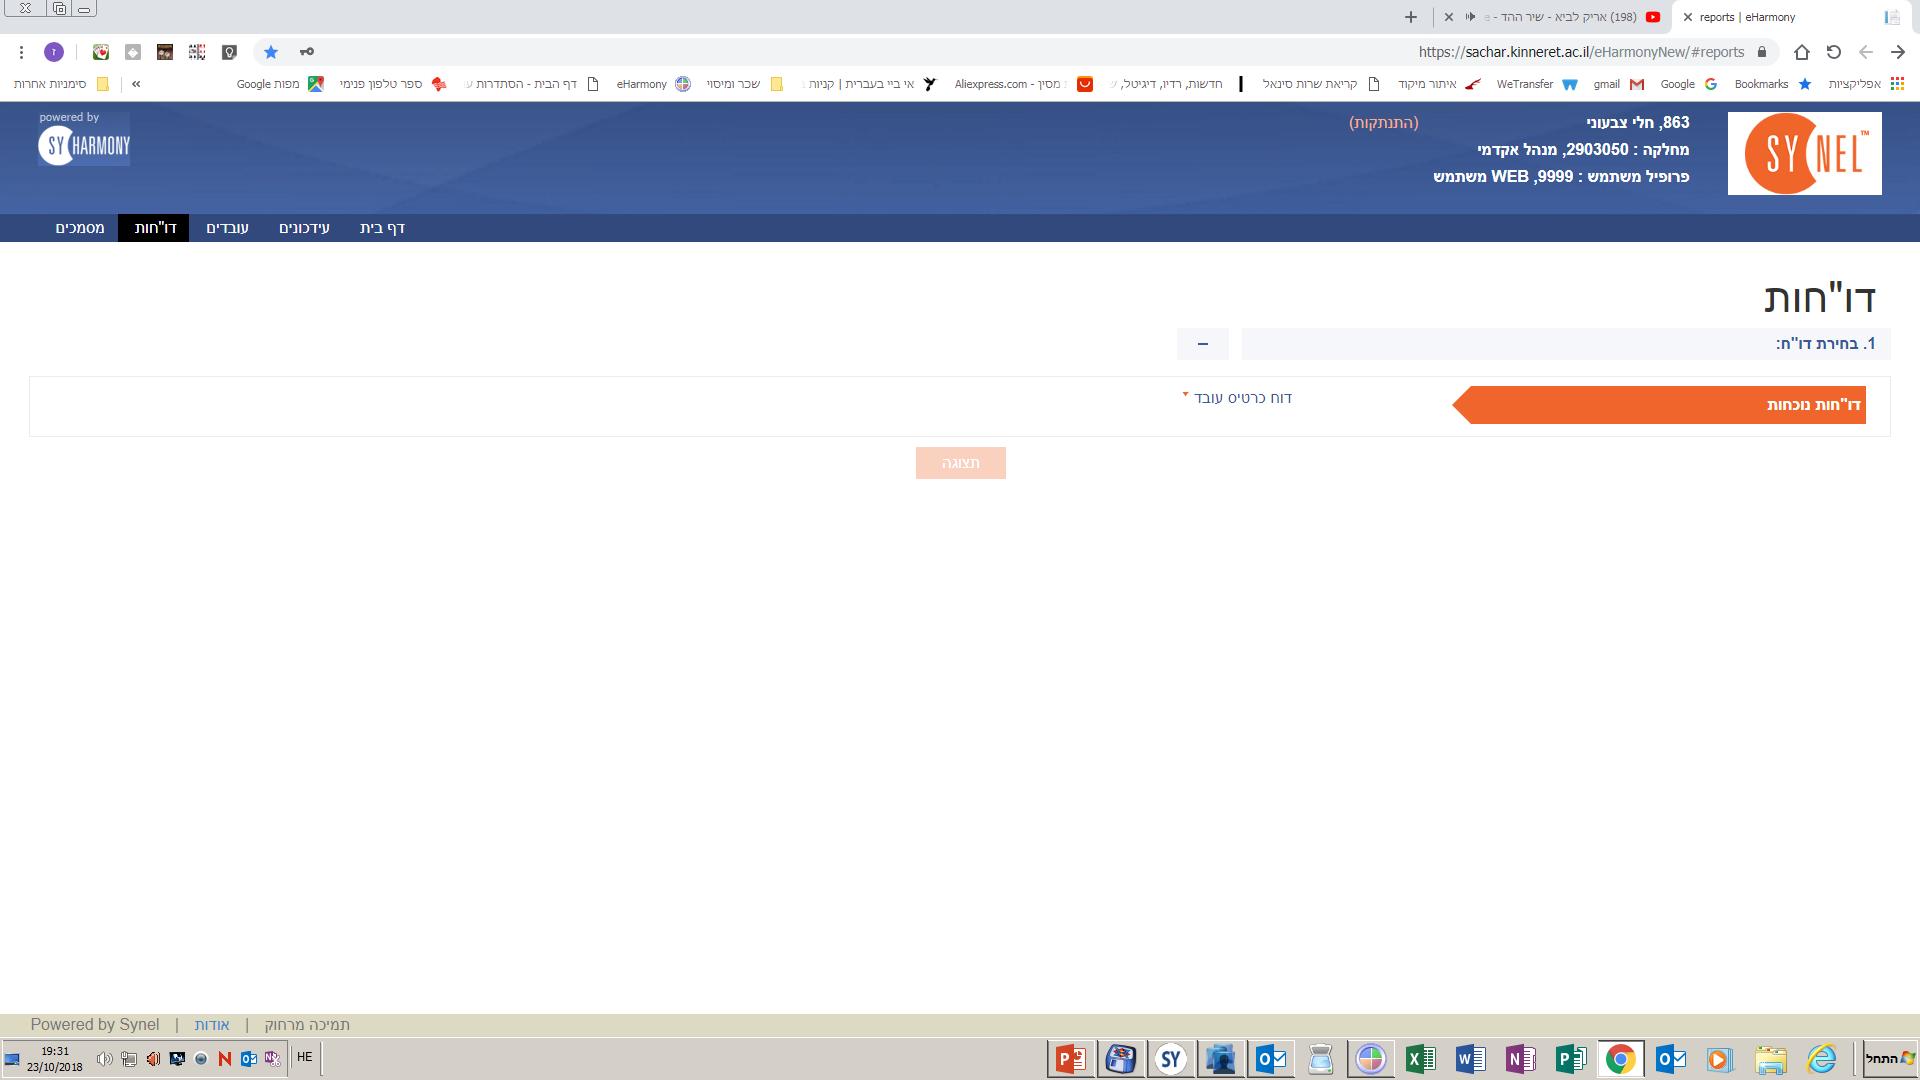 reports | eHarmony
(198) אריק לביא - שיר ההד -
https://sachar.kinneret.ac.il/eHarmonyNew/#reports
אפליקציות
Bookmarks
Google
gmail
WeTransfer
איתור מיקוד
קריאת שרות סינאל
חדשות, רדיו, דיגיטל,
Aliexpress.com - מסין
אי ביי בעברית | קניות
שכר ומיסוי
eHarmony
דף הבית - הסתדרות
ספר טלפון פנימי
מפות Google
»
סימניות אחרות
SYNEL™
863, חלי צבעוני
(התנתקות)
מחלקה : 2903050, מנהל אקדמי
פרופיל משתמש : 9999, WEB משתמש
powered by
SYHARMONY
דף בית
עידכונים
עובדים
דו"חות
מסמכים
דו"חות
1. בחירת דו"ח:
דו"חות נוכחות
דוח כרטיס עובד
תצוגה
תמיכה מרחוק | אודות | Powered by Synel
התחל
SY
HE
19:31
23/10/2018